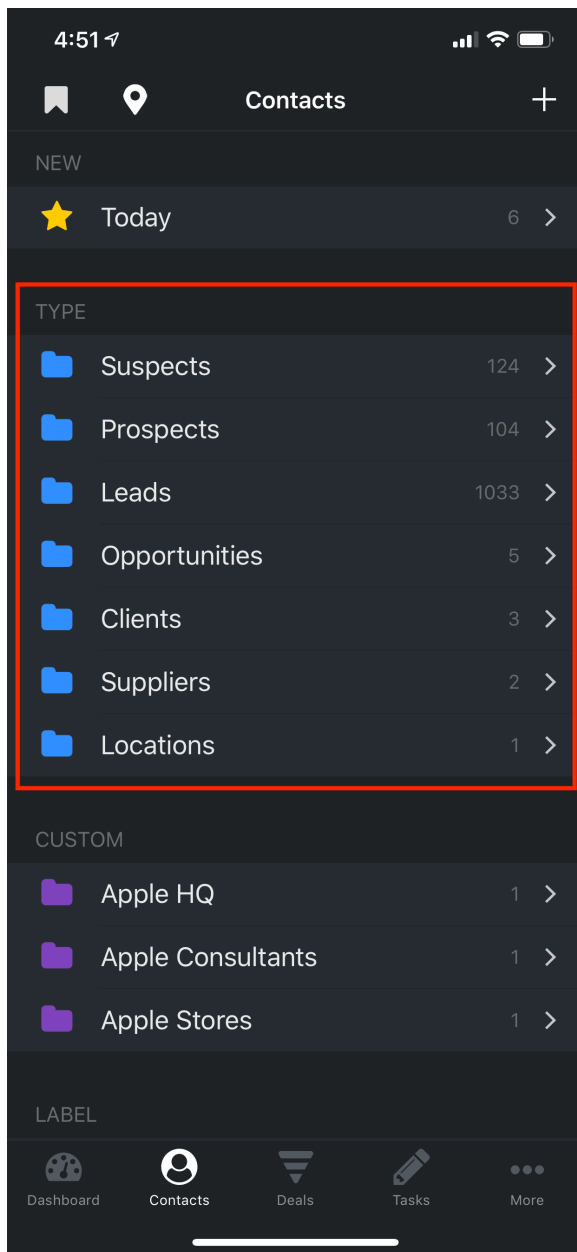 4:51
Contacts
NEW
Today 6
TYPE
Suspects 124
Prospects 104
Leads 1033
Opportunities 5
Clients 3
Suppliers 2
Locations 1
CUSTOM
Apple HQ 1
Apple Consultants 1
Apple Stores 1
LABEL
Dashboard Contacts Deals Tasks More